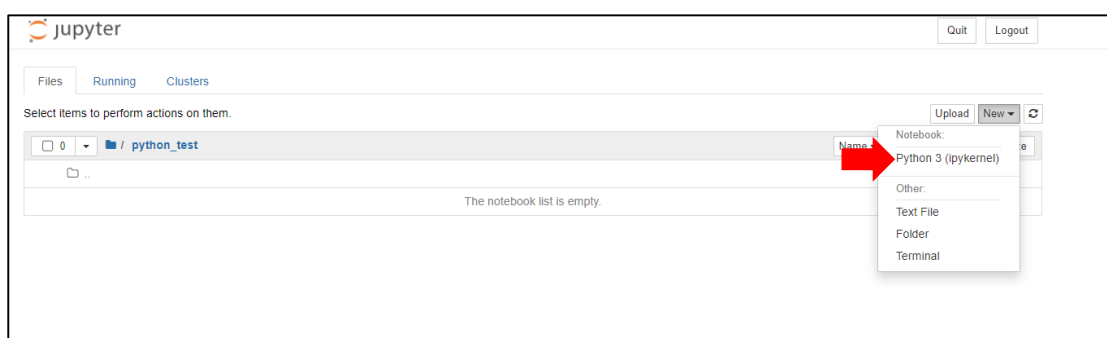 jupyter
Quit Logout
Files Running Clusters
Select items to perform actions on them.
Upload New
0 / python_test
Name
Notebook:
Python 3 (ipykernel)
..
The notebook list is empty.
Other:
Text File
Folder
Terminal